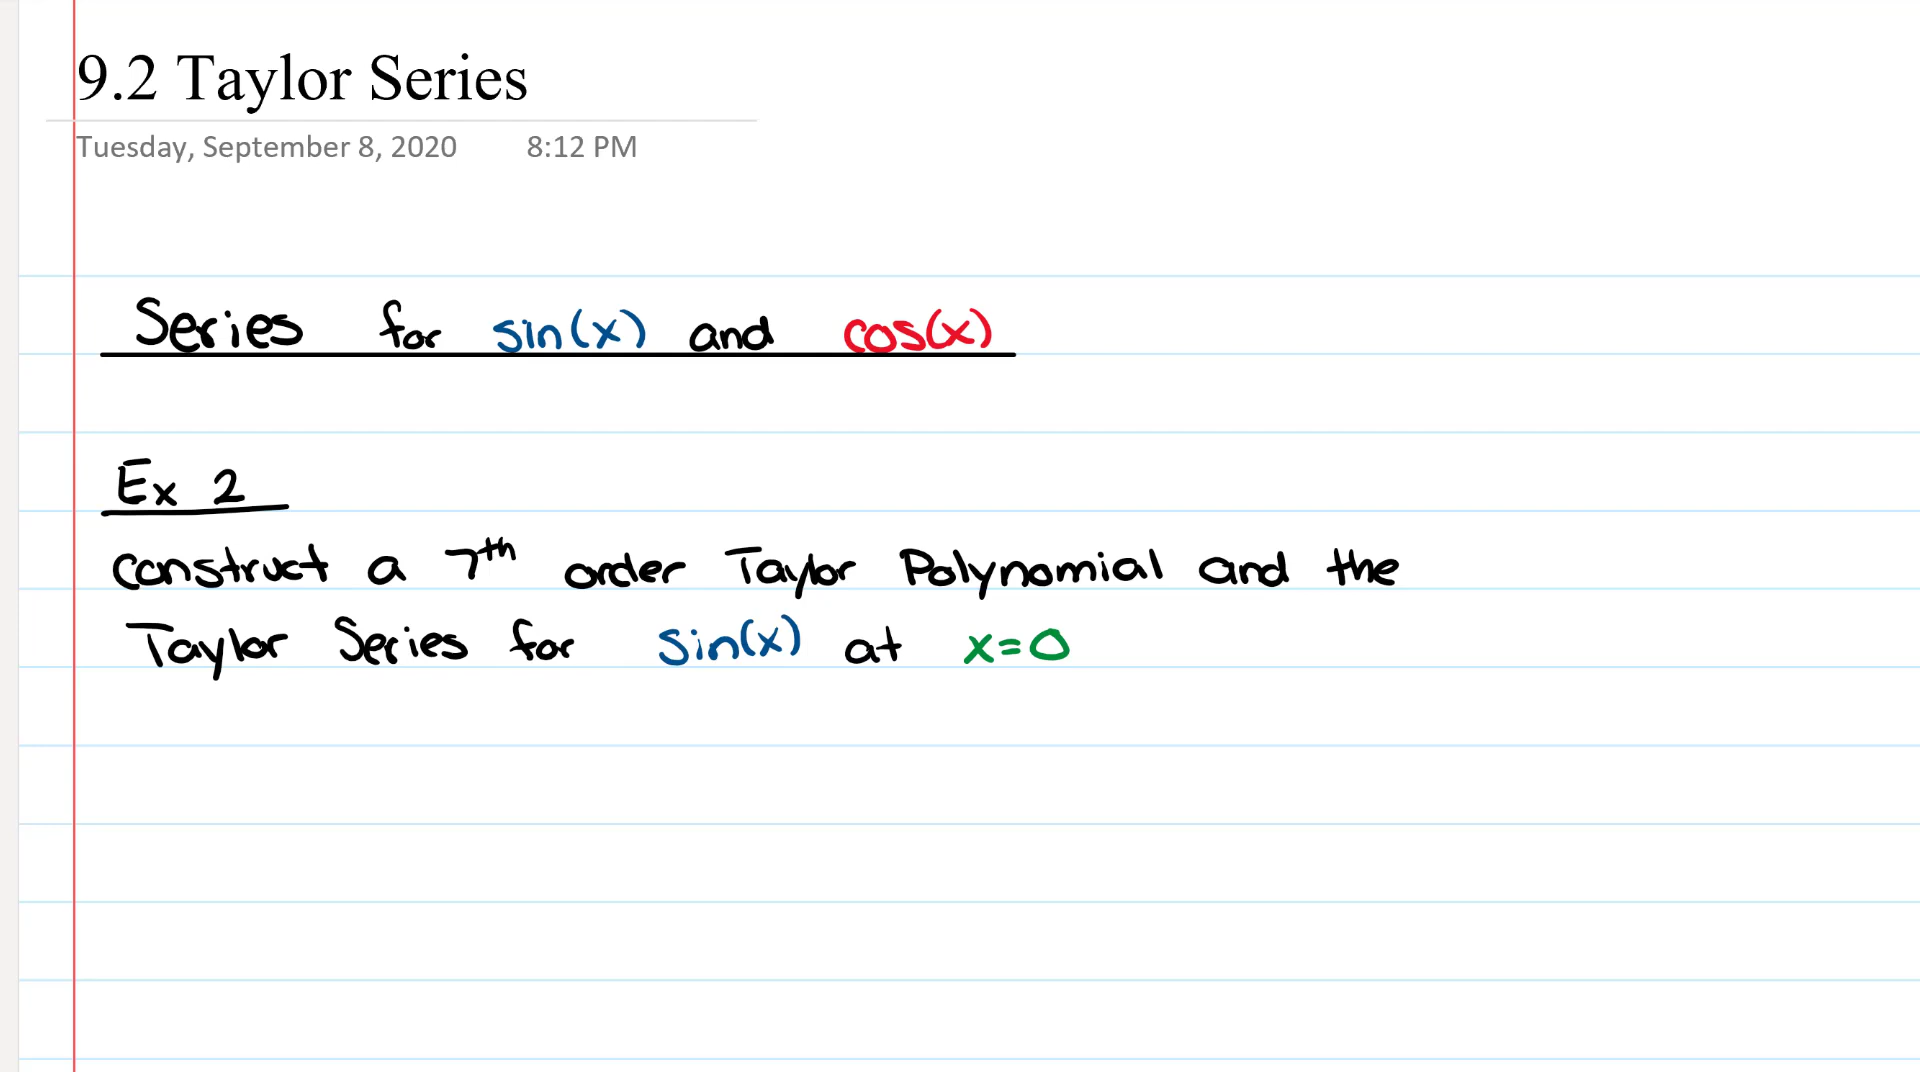 9.2 Taylor Series
Tuesday, September 8, 2020 8:12 PM
Series for sin(x) and cos(x)
Ex 2
construct a 7th order Taylor Polynomial and the
Taylor Series for sin(x) at x=0